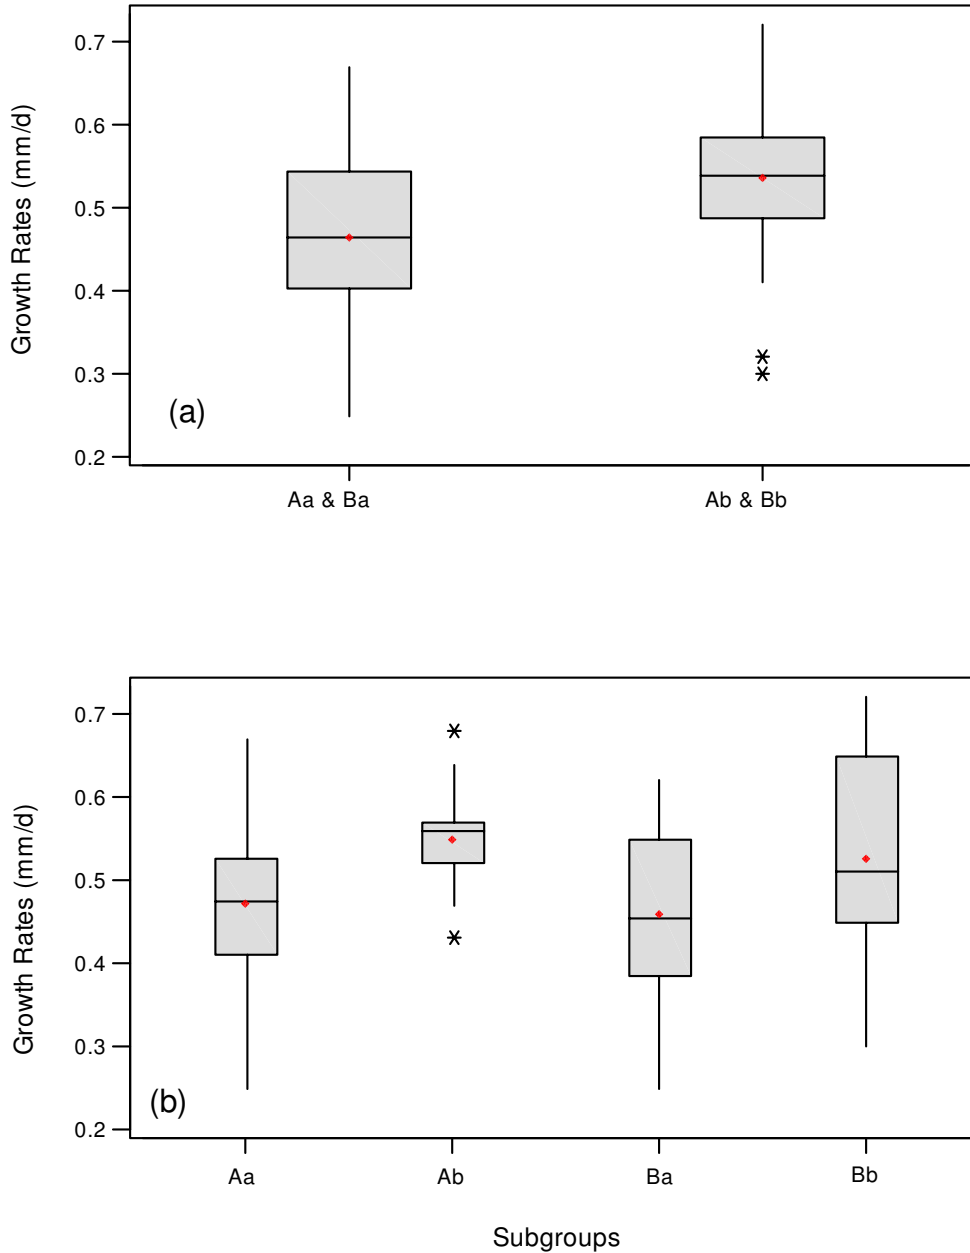 Growth Rates (mm/d)
0.7
0.6
0.5
0.4
0.3
0.2
(a)
Aa & Ba
Ab & Bb
Growth Rates (mm/d)
0.7
0.6
0.5
0.4
0.3
0.2
(b)
Aa
Ab
Ba
Bb
Subgroups